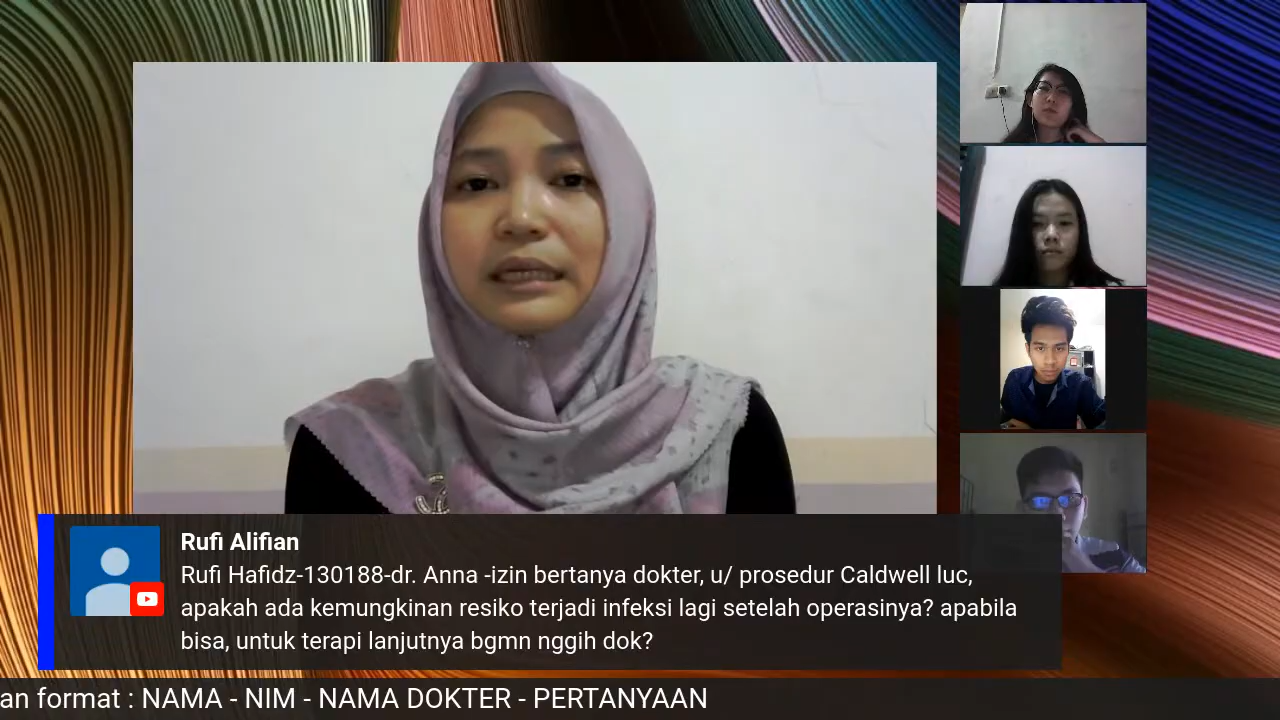 Rufi Alifian
Rufi Hafidz-130188-dr. Anna -izin bertanya dokter, u/ prosedur Caldwell luc,
apakah ada kemungkinan resiko terjadi infeksi lagi setelah operasinya? apabila
bisa, untuk terapi lanjutnya bgmn nggih dok?
an format : NAMA - NIM - NAMA DOKTER - PERTANYAAN